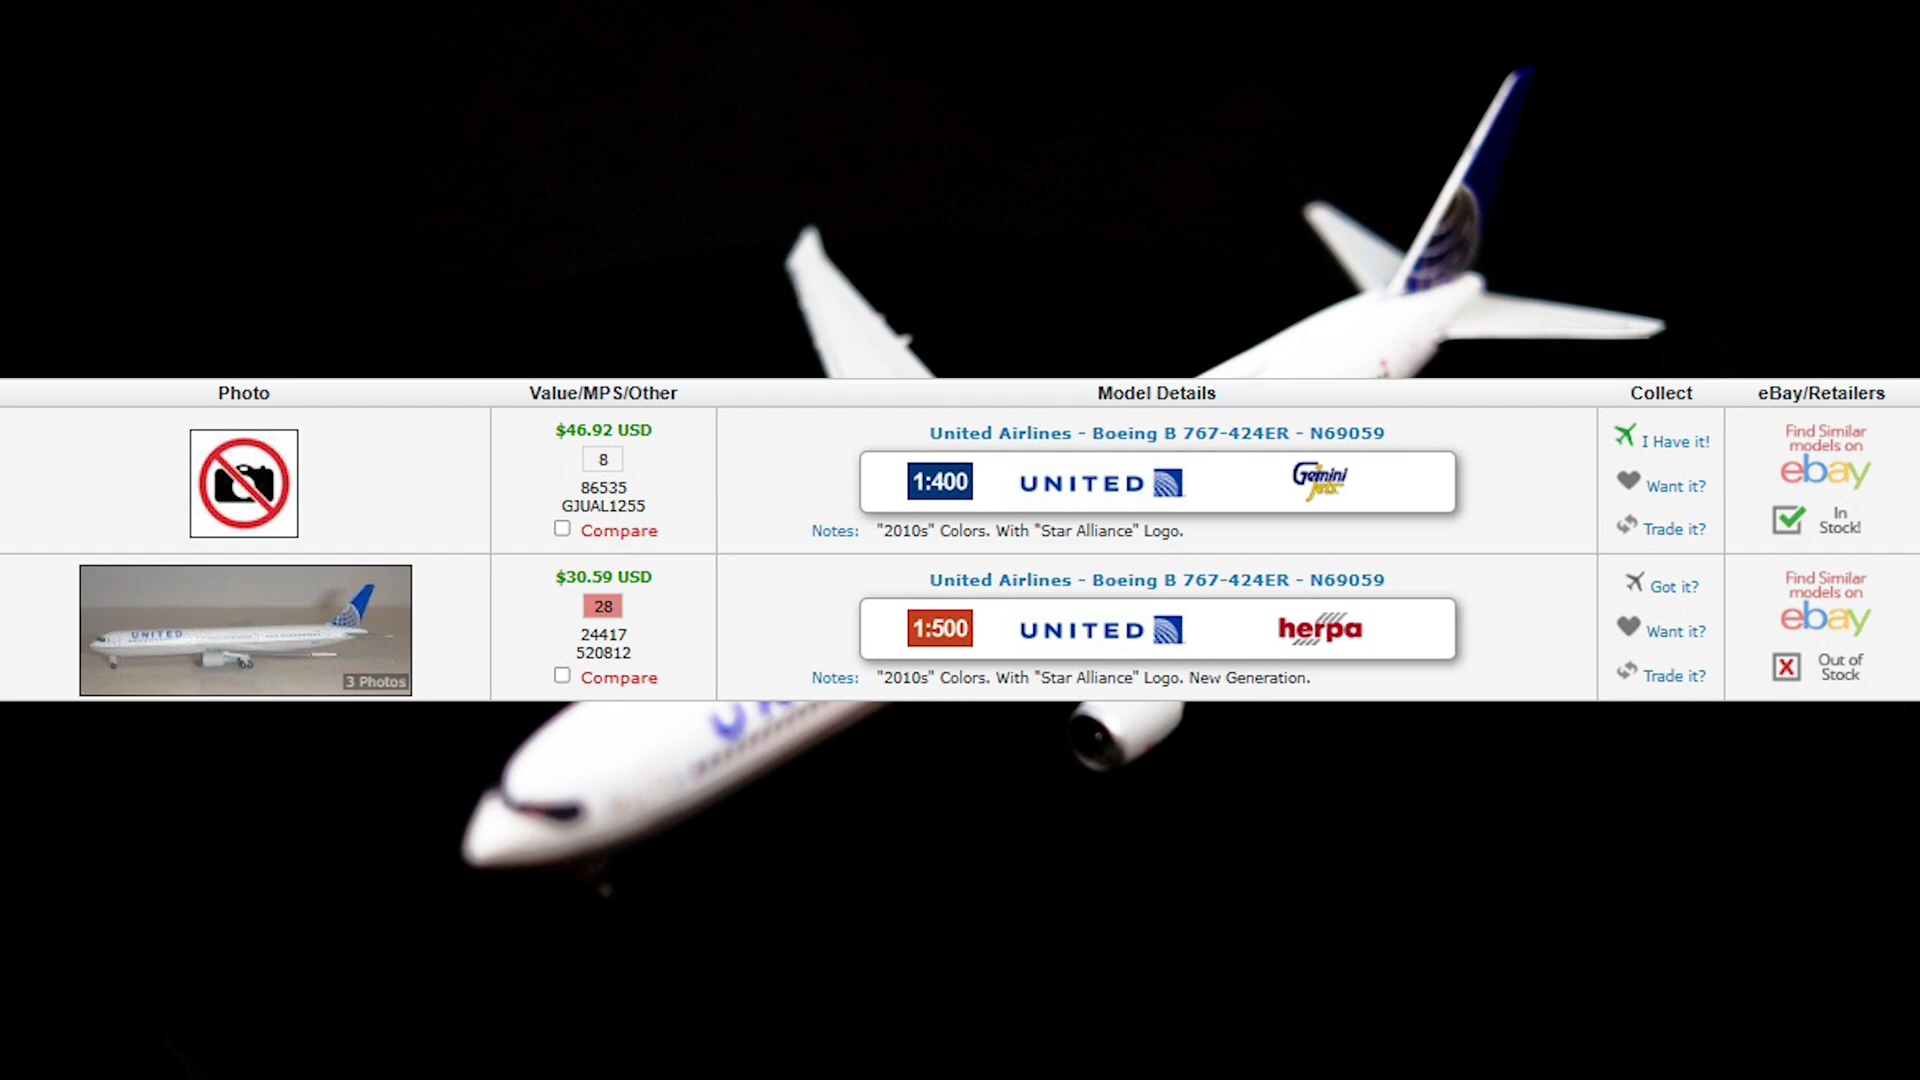 Photo
Value/MPS/Other
Model Details
Collect
eBay/Retailers
$46.92 USD
8
86535
GJUAL1255
Compare
United Airlines - Boeing B 767-424ER - N69059
1:400
UNITED
Gemini
Jets
Notes: "2010s" Colors. With "Star Alliance" Logo.
I Have it!
Want it?
Trade it?
Find Similar
models on
ebay
In
Stock!
UNITED
3 Photos
$30.59 USD
28
24417
520812
Compare
United Airlines - Boeing B 767-424ER - N69059
1:500
UNITED
herpa
Notes: "2010s" Colors. With "Star Alliance" Logo. New Generation.
Got it?
Want it?
Trade it?
Find Similar
models on
ebay
Out of
Stock